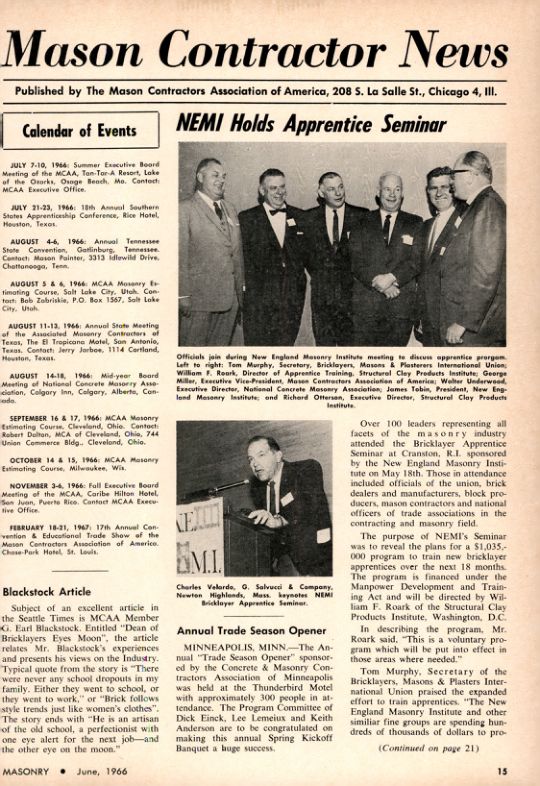 Mason Contractor News
Published by The Mason Contractors Association of America, 208 S. La Salle St., Chicago 4, Ill.
Calendar of Events
JULY 7-10, 1966: Summer Executive Board
Meeting of the MCAA, Tan-Tar-A Resort, Lake
of the Ozarks, Osage Beach, Mo. Contact:
MCAA Executive Office.
JULY 21-23, 1966: 18th Annual Southern
States Apprenticeship Conference, Rice Hotel,
Houston, Texas.
AUGUST 4-6, 1966: Annual Tennessee
State Convention, Gatlinburg, Tennessee.
Contact: Mason Painter, 3313 Idlewild Drive,
Chattanooga, Tenn.
AUGUST 5 & 6, 1966: MCAA Masonry Es-
timating Course, Salt Lake City, Utah. Con-
tact: Bob Zabriskie, P.O. Box 1567, Salt Lake
City, Utah.
AUGUST 11-13, 1966: Annual State Meeting
of the Associated Masonry Contractors of
Texas, The El Tropicano Motel, San Antonio,
Texas. Contact: Jerry Jarboe, 1114 Cortland,
Houston, Texas.
AUGUST 14-18, 1966: Mid-year Board
Meeting of National Concrete Masonry Asso-
ciation, Calgary Inn, Calgary, Alberta, Can-
ada.
SEPTEMBER 16 & 17, 1966: MCAA Masonry
Estimating Course, Cleveland, Ohio. Contact:
Robert Dalton, MCA of Cleveland, Ohio, 744
Union Commerce Bldg., Cleveland, Ohio.
OCTOBER 14 & 15, 1966: MCAA Masonry
Estimating Course, Milwaukee, Wis.
NOVEMBER 3-6, 1966: Fall Executive Board
Meeting of the MCAA, Caribe Hilton Hotel,
San Juan, Puerto Rico. Contact MCAA Execu-
tive Office.
FEBRUARY 18-21, 1967: 17th Annual Con-
vention & Educational Trade Show of the
Mason Contractors Association of America.
Chase-Park Hotel, St. Louis.
Blackstock Article
Subject of an excellent article in
the Seattle Times is MCAA Member
G. Earl Blackstock. Entitled "Dean of
Bricklayers Eyes Moon", the article
relates Mr. Blackstock's experiences
and presents his views on the Industry.
Typical quote from the story is "There
were never any school dropouts in my
family. Either they went to school, or
they went to work," or "Brick follows
style trends just like women's clothes".
The story ends with "He is an artisan
of the old school, a perfectionist with
one eye alert for the next job—and
the other eye on the moon."
NEMI Holds Apprentice Seminar
Officials join during New England Masonry Institute meeting to discuss apprentice prorgam.
Left to right: Tom Murphy, Secretary, Bricklayers, Masons & Plasterers International Union;
William F. Roark, Director of Apprentice Training, Structural Clay Products Institute; George
Miller, Executive Vice-President, Mason Contractors Association of America; Walter Underwood,
Executive Director, National Concrete Masonry Association; James Tobin, President, New Eng-
land Masonry Institute; and Richard Otterson, Executive Director, Structural Clay Products
Institute.
M.I.
Charles Velardo, G. Salvucci & Company,
Newton Highlands, Mass. keynotes NEMI
Bricklayer Apprentice Seminar.
Annual Trade Season Opener
MINNEAPOLIS, MINN.—The An-
nual "Trade Season Opener" sponsor-
ed by the Concrete & Masonry Con-
tractors Association of Minneapolis
was held at the Thunderbird Motel
with approximately 300 people in at-
tendance. The Program Committee of
Dick Einck, Lee Lemeiux and Keith
Anderson are to be congratulated on
making this annual Spring Kickoff
Banquet a huge success.
Over 100 leaders representing all
facets of the masonry industry
attended the Bricklayer Apprentice
Seminar at Cranston, R.I. sponsored
by the New England Masonry Insti-
tute on May 18th. Those in attendance
included officials of the union, brick
dealers and manufacturers, block pro-
ducers, mason contractors and national
officers of trade associations in the
contracting and masonry field.
The purpose of NEMI's Seminar
was to reveal the plans for a $1,035,-
000 program to train new bricklayer
apprentices over the next 18 months.
The program is financed under the
Manpower Development and Train-
ing Act and will be directed by Wil-
liam F. Roark of the Structural Clay
Products Institute, Washington, D.C.
In describing the program, Mr.
Roark said, "This is a voluntary pro-
gram which will be put into effect in
those areas where needed."
Tom Murphy, Secretary of the
Bricklayers, Masons & Plasters Inter-
national Union praised the expanded
effort to train apprentices. "The New
England Masonry Institute and other
similiar fine groups are spending hun-
dreds of thousands of dollars to pro-
(Continued on page 21)
MASONRY • June, 1966
15